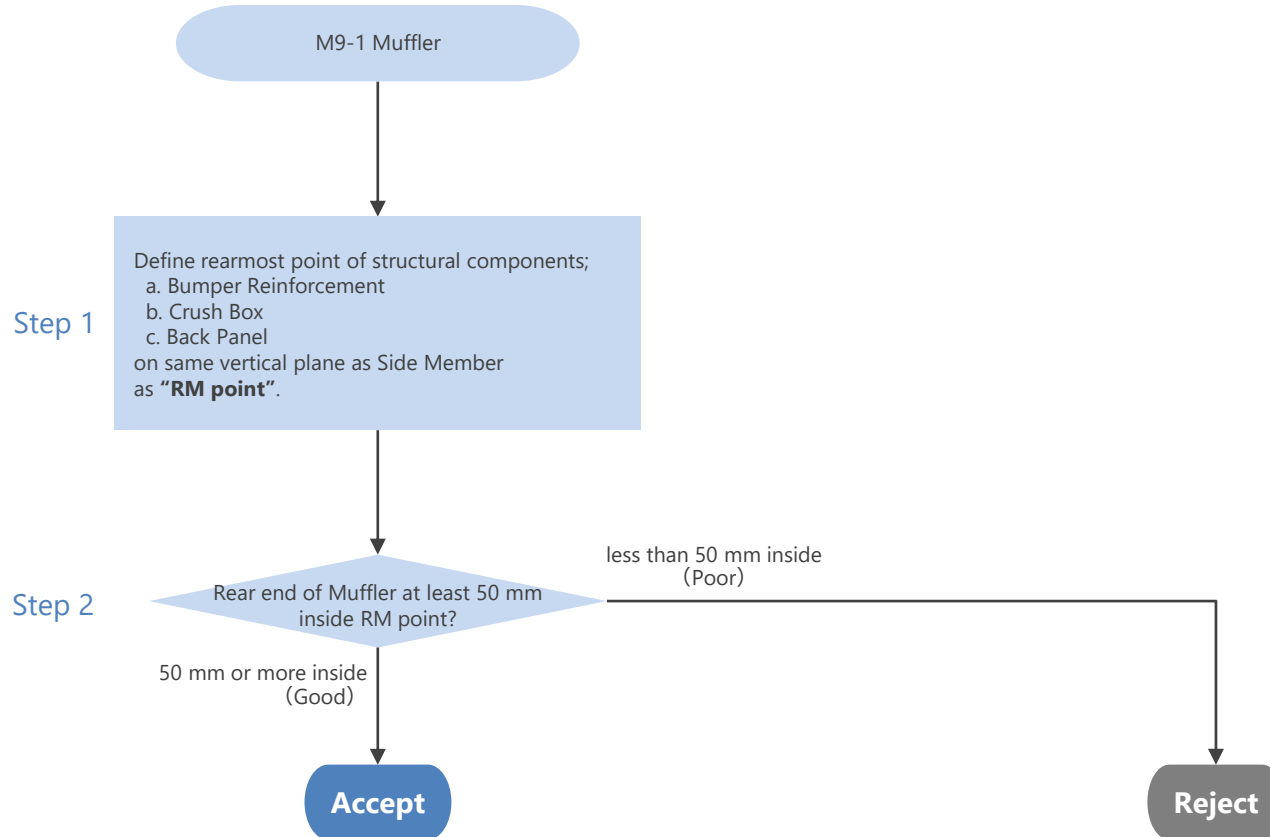 M9-1 Muffler
Step 1
Define rearmost point of structural components;
a. Bumper Reinforcement
b. Crush Box
c. Back Panel
on same vertical plane as Side Member
as “RM point”.
Step 2
Rear end of Muffler at least 50 mm
inside RM point?
less than 50 mm inside
(Poor)
50 mm or more inside
(Good)
Accept
Reject